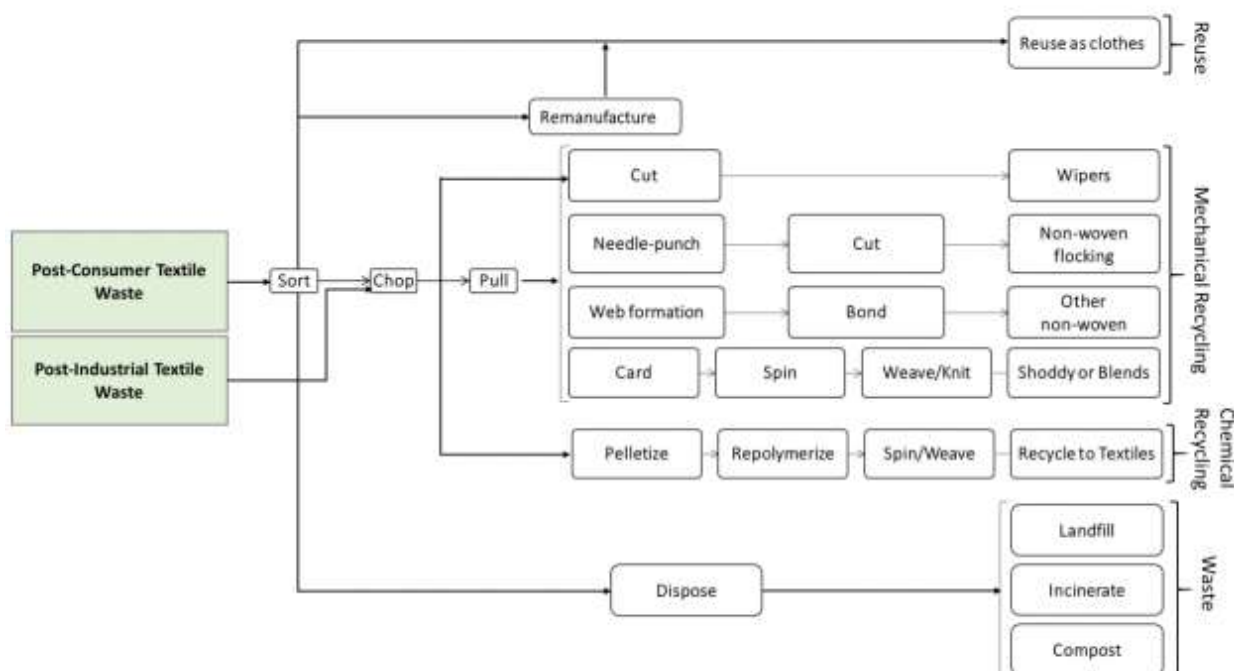 Reuse as clothes
Reuse
Remanufacture
Cut
Wipers
Mechanical Recycling
Needle-punch
Cut
Non-woven
flocking
Post-Consumer Textile
Waste
Sort
Chop
Pull
Web formation
Bond
Other
non-woven
Post-Industrial Textile
Waste
Card
Spin
Weave/Knit
Shoddy or Blends
Pelletize
Repolymerize
Spin/Weave
Recycle to Textiles
Chemical
Recycling
Landfill
Waste
Dispose
Incinerate
Compost